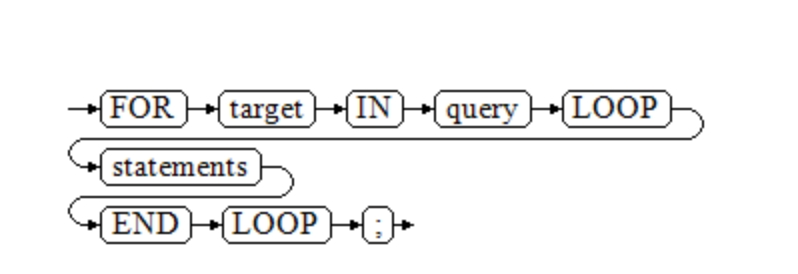 FOR target IN query LOOP
statements
END LOOP ;